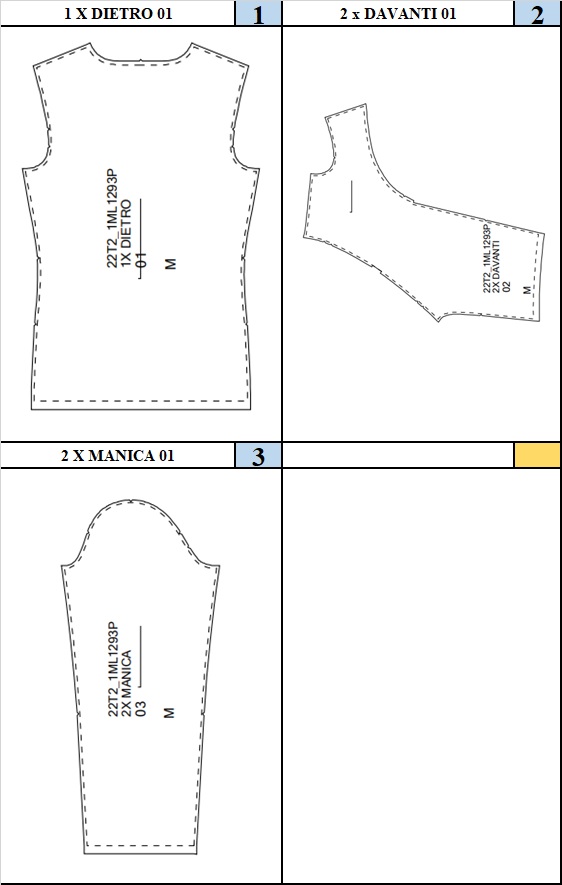 1 X DIETRO 01
1
2 x DAVANTI 01
2
22T2_1ML1293P
1X DIETRO
01
M
22T2_1ML1293P
2X DAVANTI
02
M
2 X MANICA 01
3
22T2_1ML1293P
2X MANICA
03
M